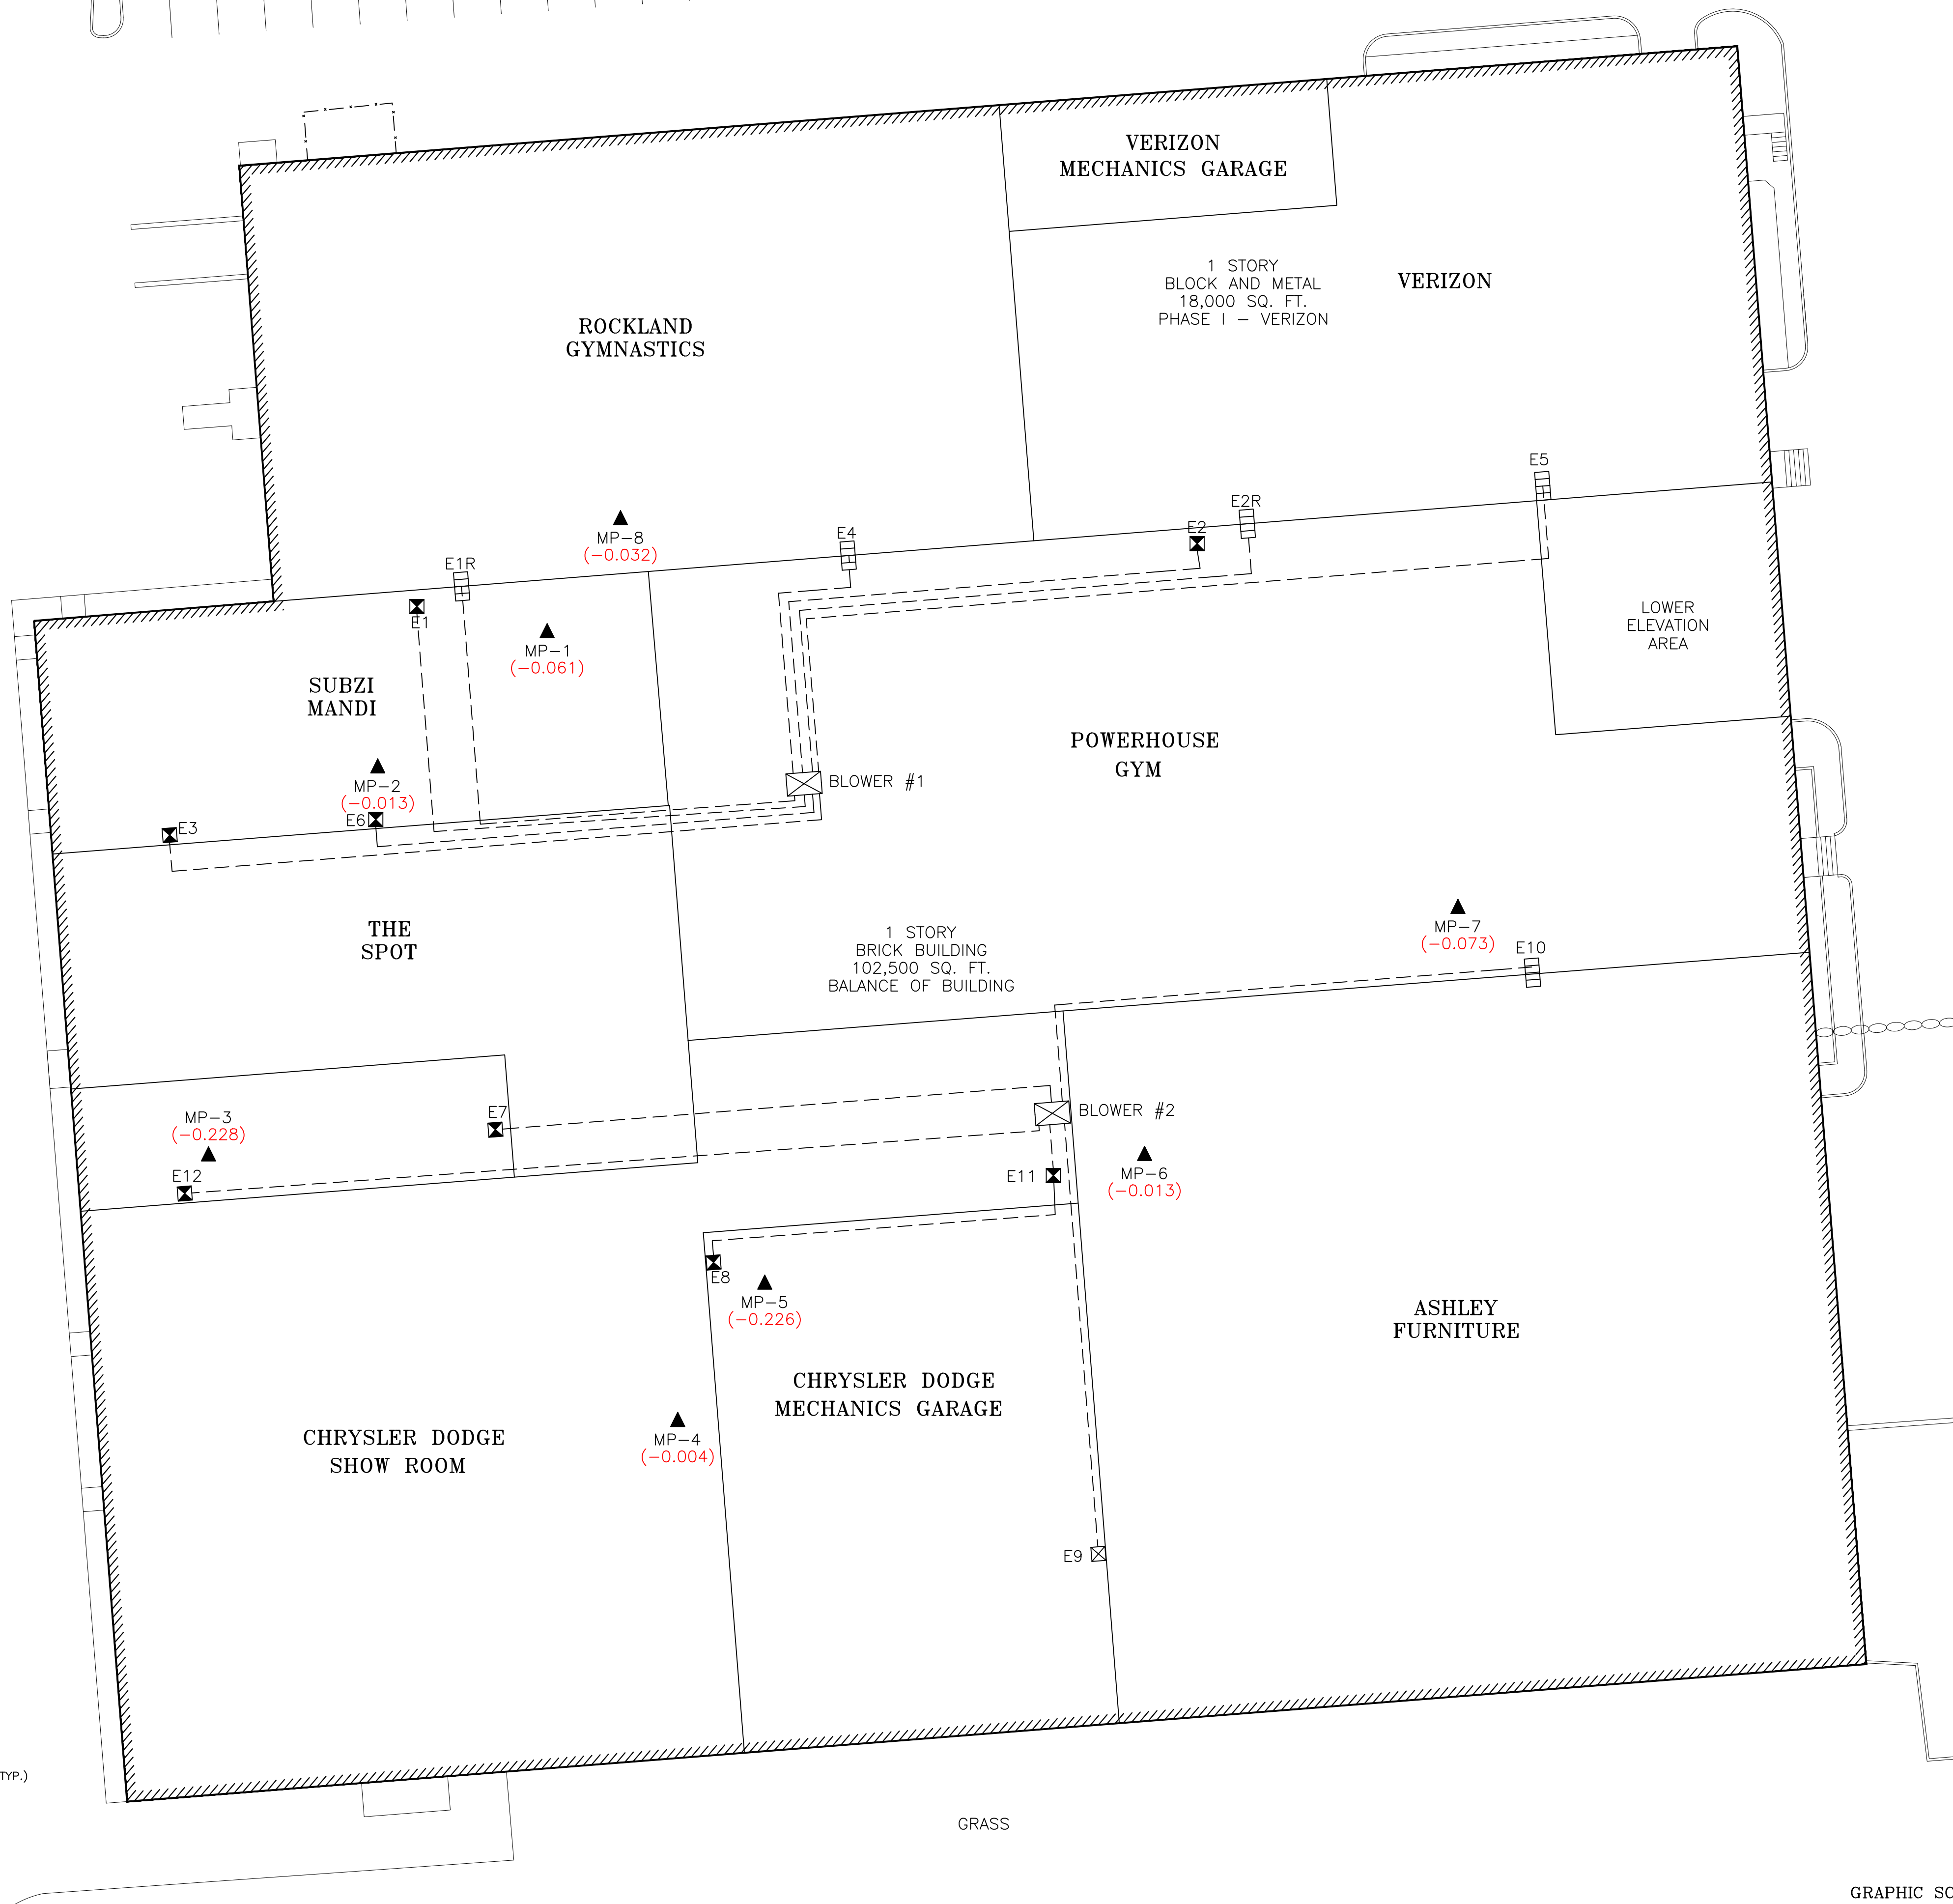 VERIZON
MECHANICS GARAGE
1 STORY
BLOCK AND METAL
18,000 SQ. FT.
PHASE I – VERIZON
VERIZON
ROCKLAND
GYMNASTICS
E5
E2R
E2
E4
MP–8
(–0.032)
E1R
E1
MP–1
(–0.061)
LOWER
ELEVATION
AREA
SUBZI
MANDI
POWERHOUSE
GYM
MP–2
(–0.013)
E6
E3
BLOWER #1
THE
SPOT
1 STORY
BRICK BUILDING
102,500 SQ. FT.
BALANCE OF BUILDING
MP–7
(–0.073)
E10
MP–3
(–0.228)
E7
BLOWER #2
E12
E11
MP–6
(–0.013)
E8
MP–5
(–0.226)
ASHLEY
FURNITURE
CHRYSLER DODGE
MECHANICS GARAGE
MP–4
(–0.004)
CHRYSLER DODGE
SHOW ROOM
E9
TYP.)
GRASS
GRAPHIC SC